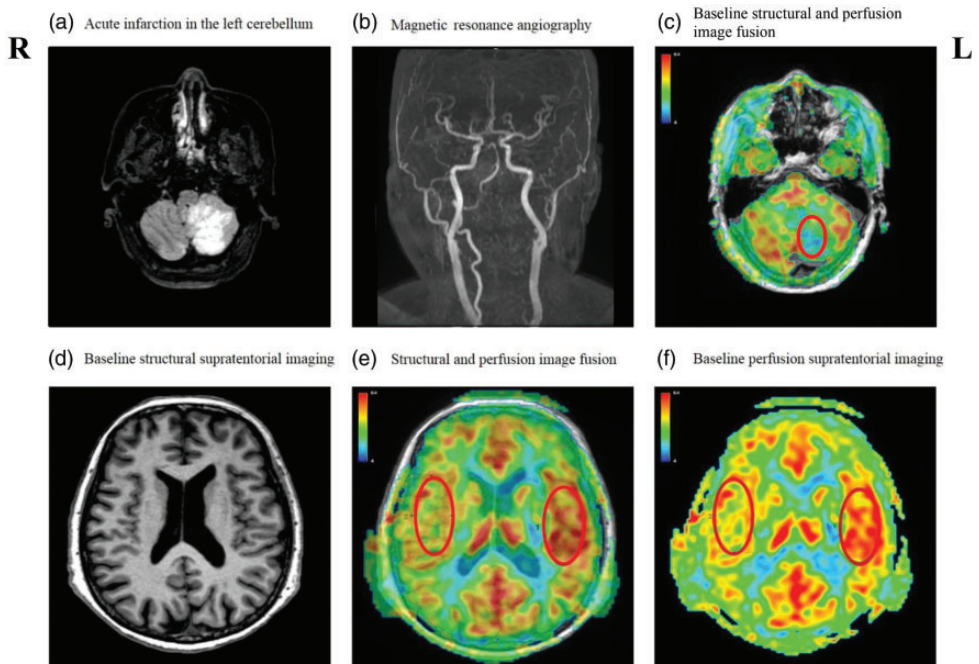 (a) Acute infarction in the left cerebellum
(b) Magnetic resonance angiography
(c) Baseline structural and perfusion
image fusion
R
L
(d) Baseline structural supratentorial imaging
(e) Structural and perfusion image fusion
(f) Baseline perfusion supratentorial imaging